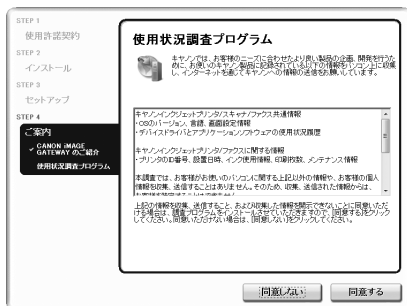 STEP 1
使用許諾契約
STEP 2
インストール
STEP 3
セットアップ
STEP 4
ご案内
CANON iMAGE
GATEWAY のご紹介
使用状況調査プログラム
使用状況調査プログラム
キヤノンでは、お客様のニーズに合わせたより良い製品の企画、開発を行うた
めに、お使いのキヤノン製品に記録されている以下の情報をパソコン上に収集
し、インターネットを通じてキヤノンへの情報の送信をお願いしています。
キヤノンインクジェットプリンタ/スキャナ/ファクス共通情報
・OSのバージョン、言語、画面設定情報
・デバイスドライバとアプリケーションソフトウェアの使用状況履歴
キヤノンインクジェットプリンタ/ファクスに関する情報
・プリンタのID番号、設置日時、インク使用情報、印刷枚数、メンテナンス情報
本調査では、お客様がお使いのパソコンに関する上記以外の情報や、お客様の個人
情報を収集、送信することはありません。そのため、収集、送信された情報からは、
上記の情報を収集、送信すること、および収集した情報を開示できないことに同意いただ
ける場合は、調査プログラムをインストールさせていただきますので、[同意する]をクリック
してください。同意いただけない場合は、[同意しない]をクリックしてください。
同意しない
同意する